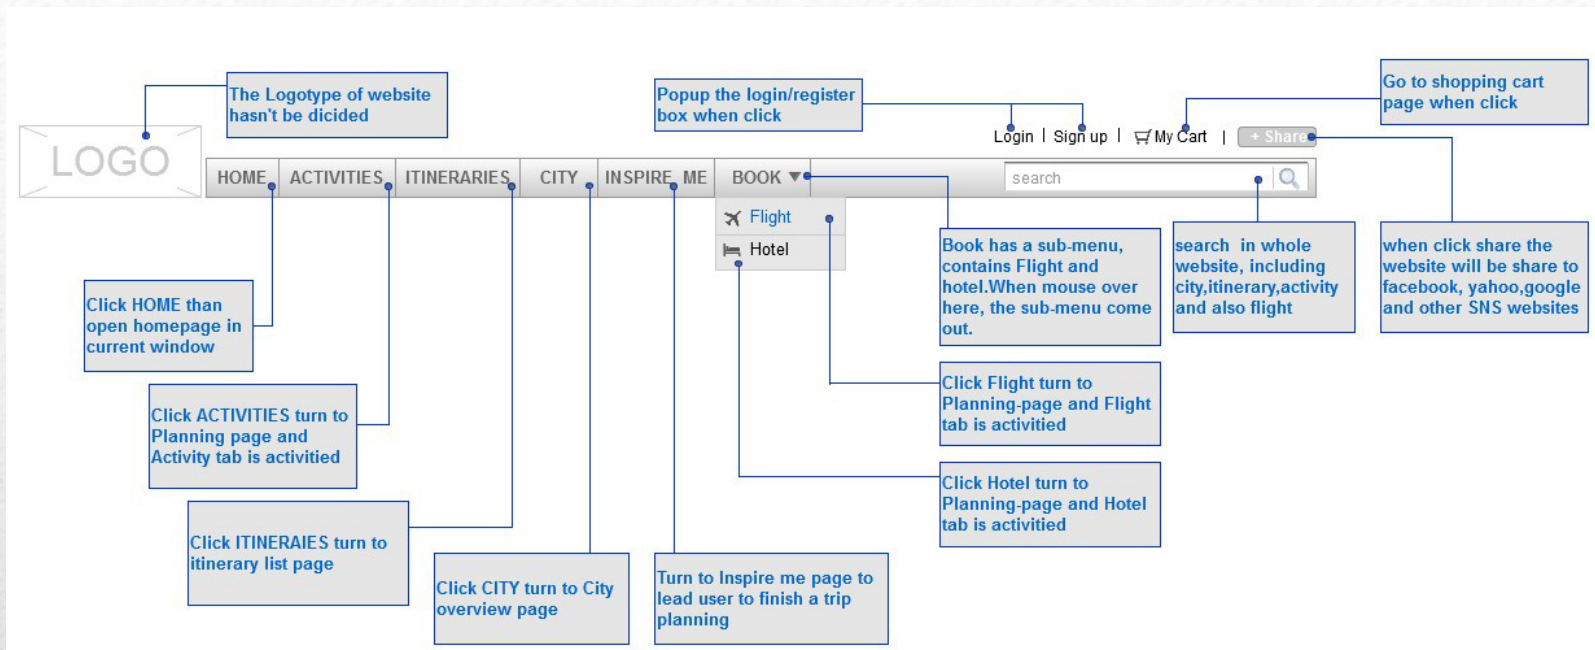 The Logotype of website
hasn't be dicided
Popup the login/register
box when click
Go to shopping cart
page when click
LOGO
Login | Sign up | My Cart | + Share
HOME ACTIVITIES ITINERARIES CITY INSPIRE ME BOOK search
Flight
Hotel
Book has a sub-menu,
contains Flight and
hotel.When mouse over
here, the sub-menu come
out.
search in whole
website, including
city,itinerary,activity
and also flight
when click share the
website will be share to
facebook, yahoo,google
and other SNS websites
Click HOME than
open homepage in
current window
Click ACTIVITIES turn to
Planning page and
Activity tab is activitied
Click Flight turn to
Planning-page and Flight
tab is activitied
Click ITINERAIES turn to
itinerary list page
Click Hotel turn to
Planning-page and Hotel
tab is activitied
Click CITY turn to City
overview page
Turn to Inspire me page to
lead user to finish a trip
planning